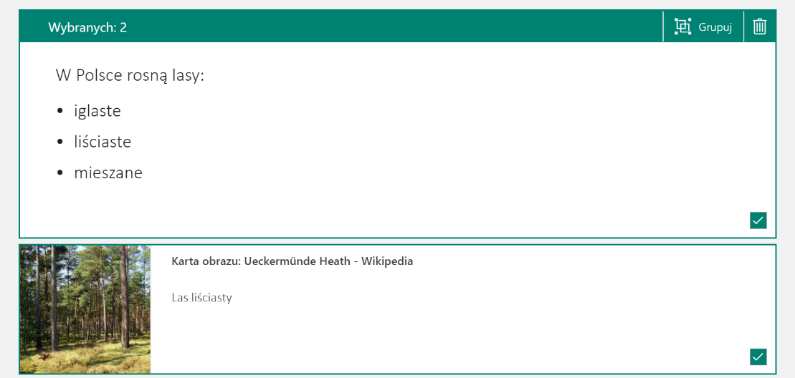 Wybranych: 2
Grupuj
W Polsce rosną lasy:
• iglaste
• liściaste
• mieszane
Karta obrazu: Ueckermünde Heath - Wikipedia
Las liściasty